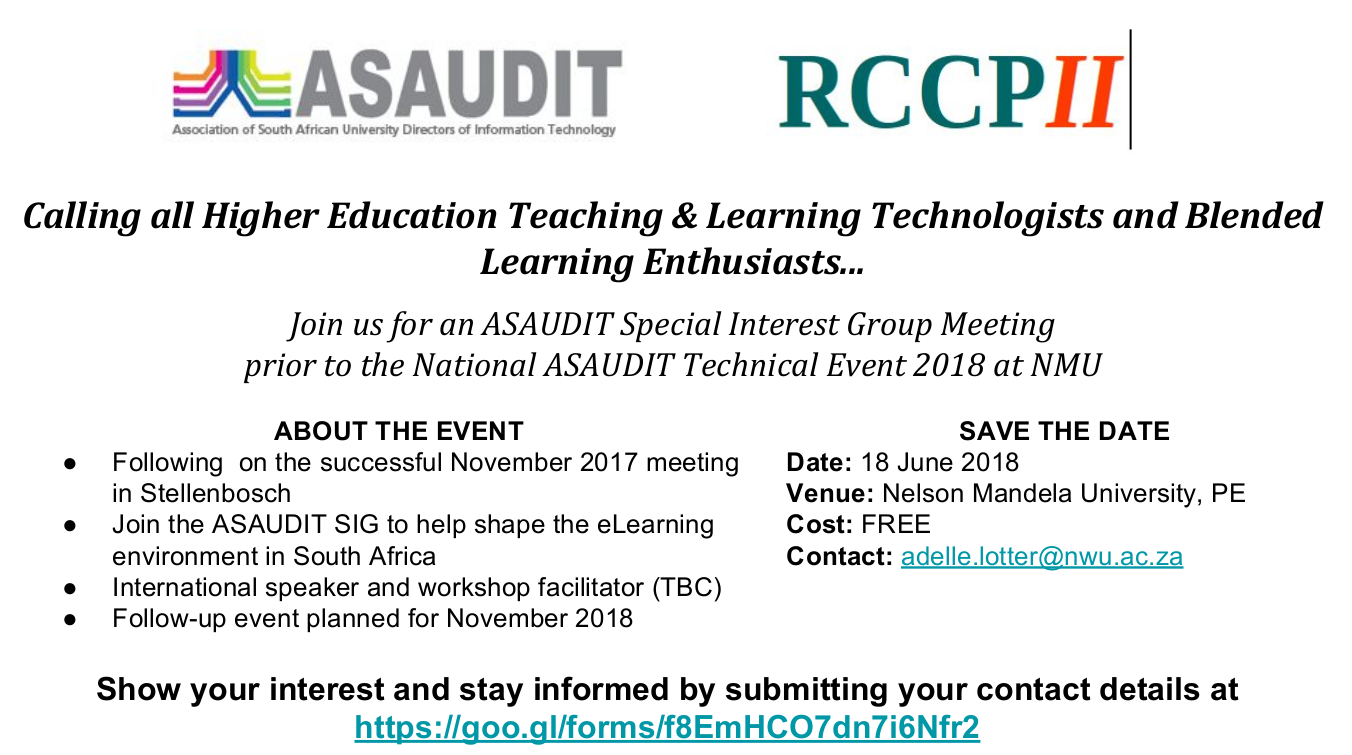 ASAUDIT
Association of South African University Directors of Information Technology
RCCPII
Calling all Higher Education Teaching & Learning Technologists and Blended
Learning Enthusiasts...
Join us for an ASAUDIT Special Interest Group Meeting
prior to the National ASAUDIT Technical Event 2018 at NMU
ABOUT THE EVENT
● Following on the successful November 2017 meeting
in Stellenbosch
● Join the ASAUDIT SIG to help shape the eLearning
environment in South Africa
● International speaker and workshop facilitator (TBC)
● Follow-up event planned for November 2018
SAVE THE DATE
Date: 18 June 2018
Venue: Nelson Mandela University, PE
Cost: FREE
Contact: adelle.lotter@nwu.ac.za
Show your interest and stay informed by submitting your contact details at
https://goo.gl/forms/f8EmHCO7dn7i6Nfr2